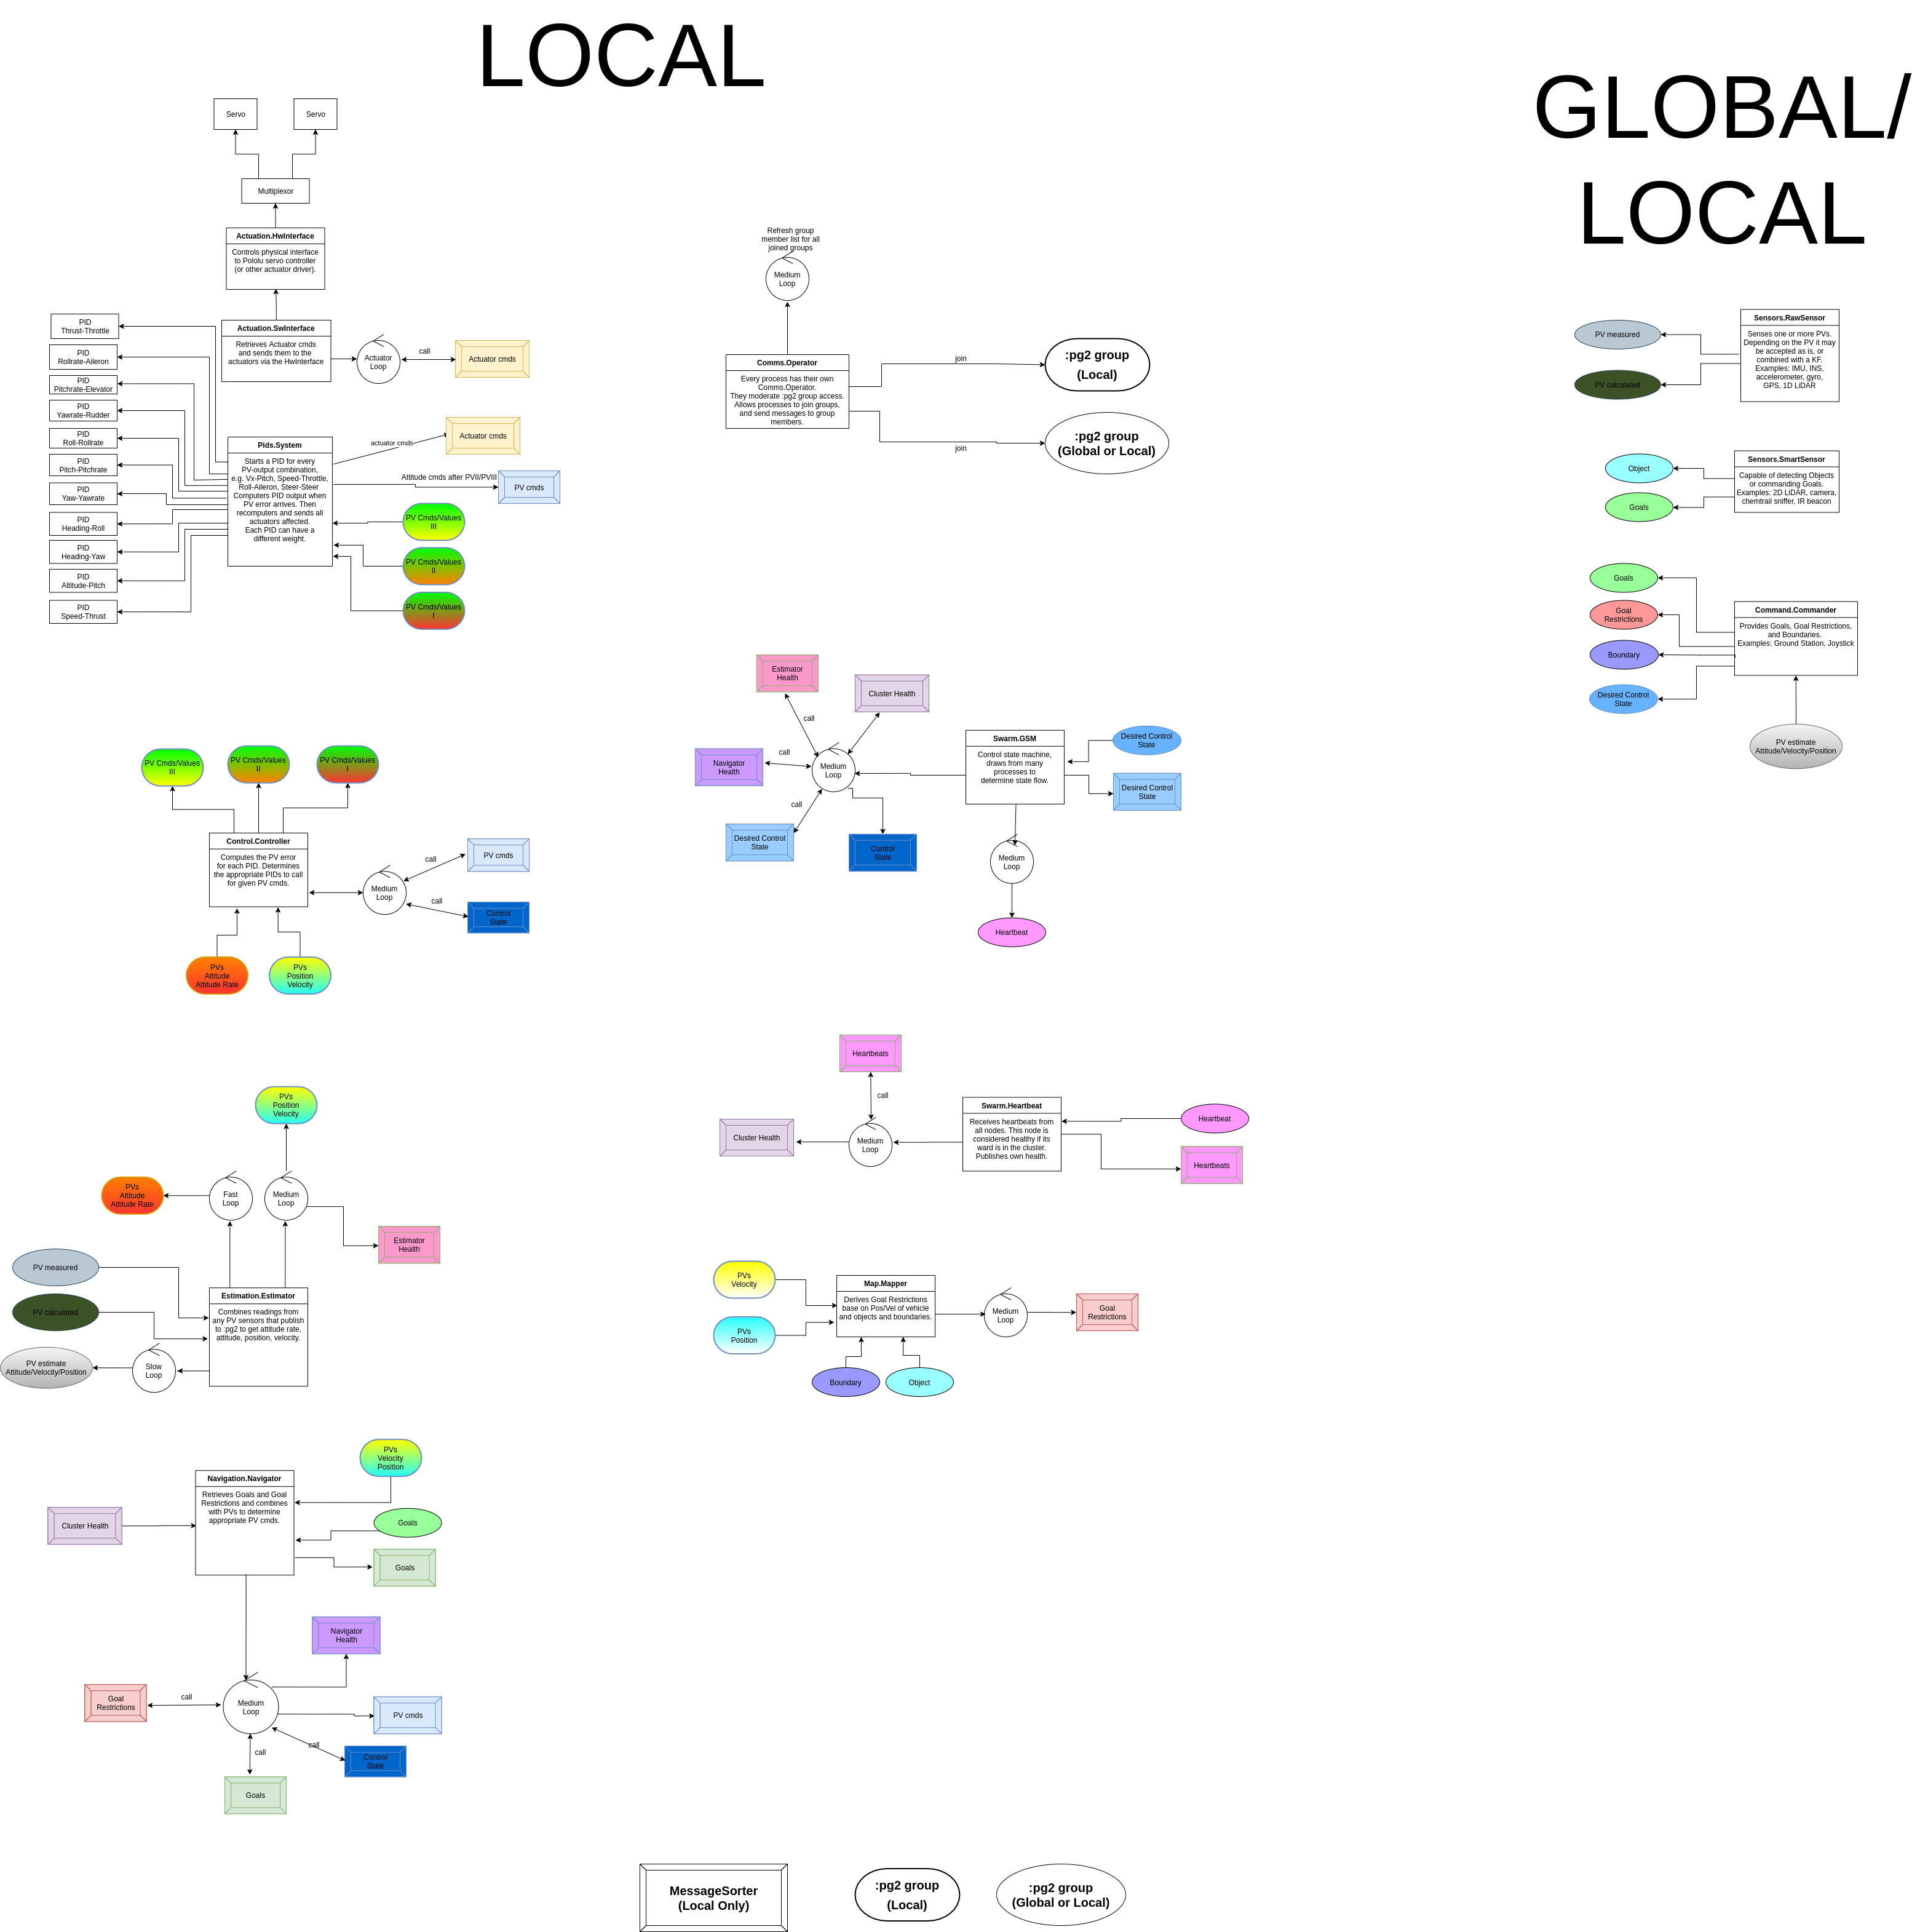 LOCAL
GLOBAL/
LOCAL
Servo
Servo
Multiplexor
Actuation.HwInterface
Controls physical interface
to Pololu servo controller
(or other actuator driver).
Actuation.SwInterface
Retrieves Actuator cmds
and sends them to the
actuators via the HwInterface
Actuator
Loop
call
Actuator cmds
PID
Thrust-Throttle
PID
Rollrate-Aileron
PID
Pitchrate-Elevator
PID
Yawrate-Rudder
PID
Roll-Rollrate
PID
Pitch-Pitchrate
PID
Yaw-Yawrate
PID
Heading-Roll
PID
Heading-Yaw
PID
Altitude-Pitch
PID
Speed-Thrust
Pids.System
Starts a PID for every
PV-output combination,
e.g. Vx-Pitch, Speed-Throttle,
Roll-Aileron, Steer-Steer
Computers PID output when
PV error arrives. Then
recomputers and sends all
actuators affected.
Each PID can have a
different weight.
actuator cmds
Actuator cmds
Attitude cmds after PVII/PVIII
PV cmds
PV Cmds/Values
III
PV Cmds/Values
II
PV Cmds/Values
I
PV Cmds/Values
III
PV Cmds/Values
II
PV Cmds/Values
I
Control.Controller
Computes the PV error
for each PID. Determines
the appropriate PIDs to call
for given PV cmds.
Medium
Loop
call
PV cmds
call
Control
State
PVs
Attitude
Attitude Rate
PVs
Position
Velocity
PVs
Position
Velocity
PVs
Attitude
Attitude Rate
Fast
Loop
Medium
Loop
Estimator
Health
PV measured
PV calculated
PV estimate
Attitude/Velocity/Position
Slow
Loop
Estimation.Estimator
Combines readings from
any PV sensors that publish
to :pg2 to get attitude rate,
attitude, position, velocity.
PVs
Velocity
Position
Navigation.Navigator
Retrieves Goals and Goal
Restrictions and combines
with PVs to determine
appropriate PV cmds.
Cluster Health
Goals
Goals
Navigator
Health
Goal
Restrictions
call
Medium
Loop
PV cmds
call
Control
State
call
Goals
Refresh group
member list for all
joined groups
Medium
Loop
Comms.Operator
Every process has their own
Comms.Operator.
They moderate :pg2 group access.
Allows processes to join groups,
and send messages to group
members.
join
:pg2 group
(Local)
join
:pg2 group
(Global or Local)
Estimator
Health
Cluster Health
call
Navigator
Health
call
Medium
Loop
call
Desired Control
State
Control
State
Swarm.GSM
Control state machine,
draws from many
processes to
determine state flow.
Desired Control
State
Desired Control
State
Medium
Loop
Heartbeat
Heartbeats
call
Cluster Health
Medium
Loop
Swarm.Heartbeat
Receives heartbeats from
all nodes. This node is
considered healthy if its
ward is in the cluster.
Publishes own health.
Heartbeat
Heartbeats
PVs
Velocity
PVs
Position
Map.Mapper
Derives Goal Restrictions
base on Pos/Vel of vehicle
and objects and boundaries.
Medium
Loop
Goal
Restrictions
Boundary
Object
PV measured
PV calculated
Sensors.RawSensor
Senses one or more PVs.
Depending on the PV it may
be accepted as is, or
combined with a KF.
Examples: IMU, INS,
accelerometer, gyro,
GPS, 1D LiDAR
Object
Goals
Sensors.SmartSensor
Capable of detecting Objects
or commanding Goals.
Examples: 2D LiDAR, camera,
chemtrail sniffer, IR beacon
Goals
Goal
Restrictions
Boundary
Desired Control
State
Command.Commander
Provides Goals, Goal Restrictions,
and Boundaries.
Examples: Ground Station, Joystick
PV estimate
Attitude/Velocity/Position
MessageSorter
(Local Only)
:pg2 group
(Local)
:pg2 group
(Global or Local)